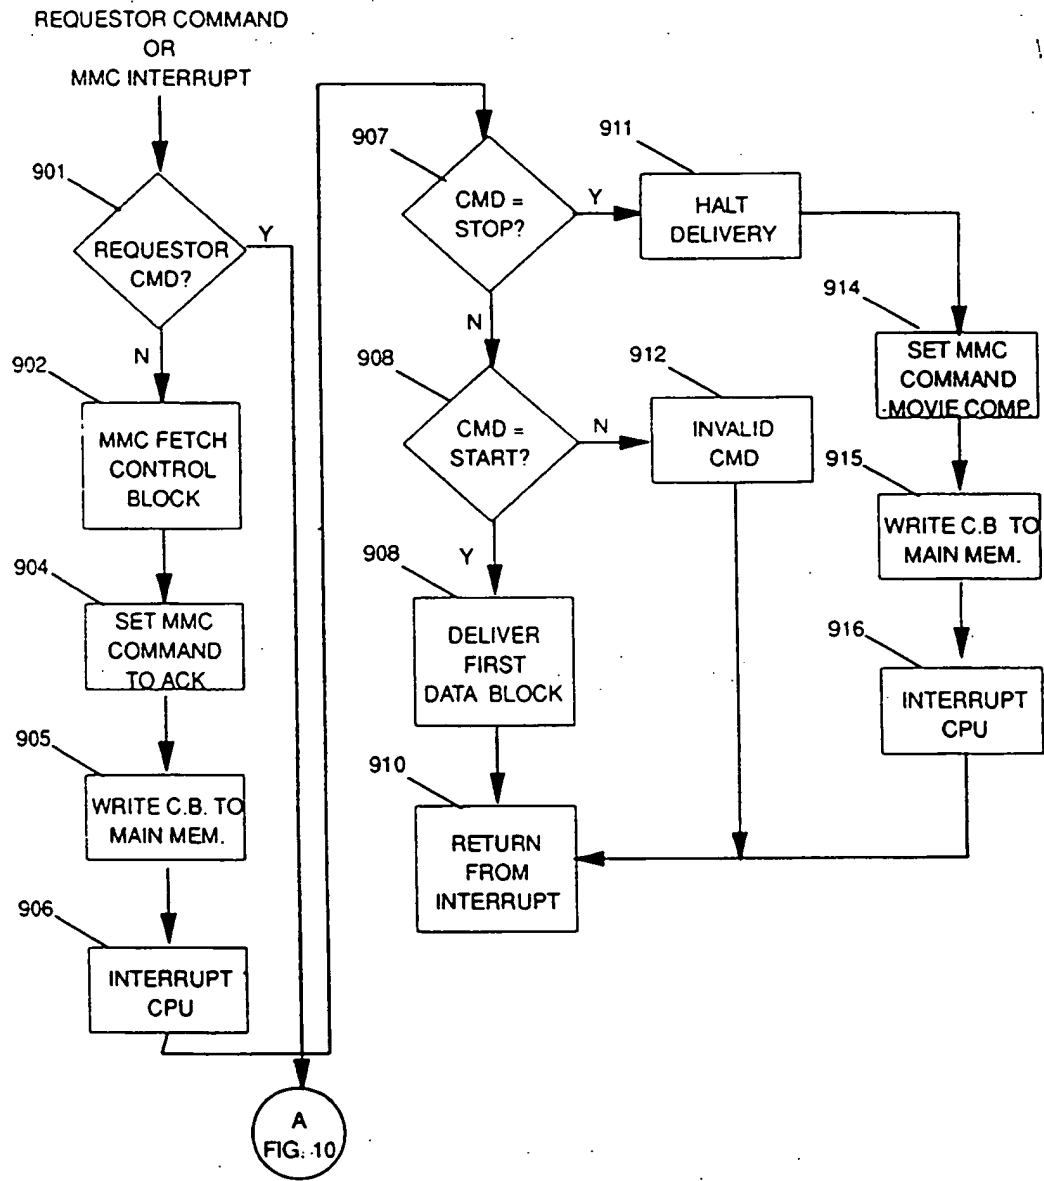 REQUESTOR COMMAND
OR
MMC INTERRUPT
901
REQUESTOR
CMD?
Y
N
902
MMC FETCH
CONTROL
BLOCK
904
SET MMC
COMMAND
TO ACK
905
WRITE C.B. TO
MAIN MEM.
906
INTERRUPT
CPU
A
FIG. 10
907
CMD =
STOP?
Y
N
911
HALT
DELIVERY
908
CMD =
START?
N
Y
912
INVALID
CMD
908
DELIVER
FIRST
DATA BLOCK
910
RETURN
FROM
INTERRUPT
914
SET MMC
COMMAND
MOVIE COMP.
915
WRITE C.B TO
MAIN MEM.
916
INTERRUPT
CPU